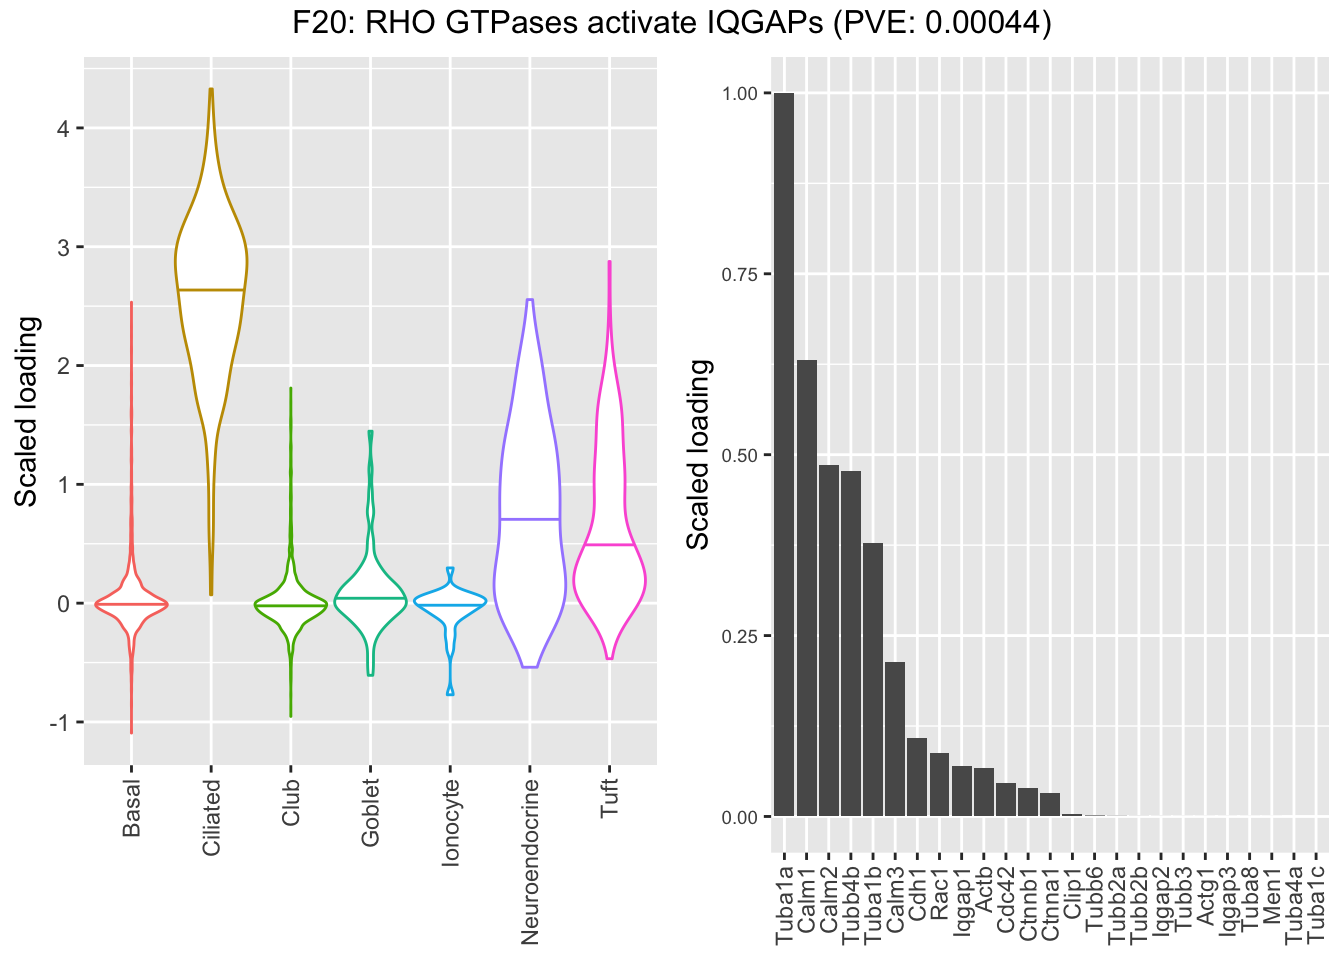 F20: RHO GTPases activate IQGAPs (PVE: 0.00044)
Scaled loading
4
3
2
1
0
-1
Basal
Ciliated
Club
Goblet
Ionocyte
Neuroendocrine
Tuft
Scaled loading
1.00
0.75
0.50
0.25
0.00
Tuba1a
Calm1
Calm2
Tubb4b
Tuba1b
Calm3
Cdh1
Rac1
Iqgap1
Actb
Cdc42
Ctnnb1
Ctnna1
Clip1
Tubb6
Tubb2a
Tubb2b
Iqgap2
Tubb3
Actg1
Iqgap3
Tuba8
Men1
Tuba4a
Tuba1c